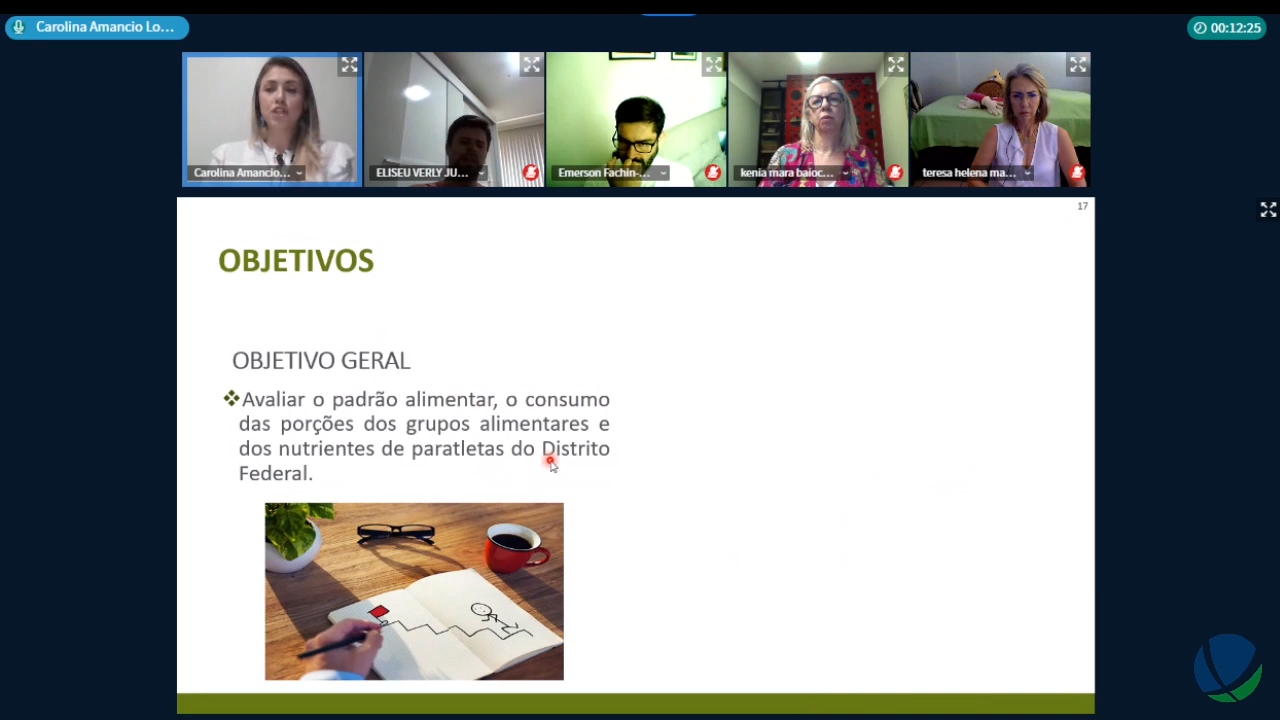 Carolina Amancio Lo...
00:12:25
Carolina Amancio...
ELISEU VERLY JU...
Emerson Fachin-...
kenia mara baioc...
teresa helena ma...
17
OBJETIVOS
OBJETIVO GERAL
Avaliar o padrão alimentar, o consumo
das porções dos grupos alimentares e
dos nutrientes de paratletas do Distrito
Federal.